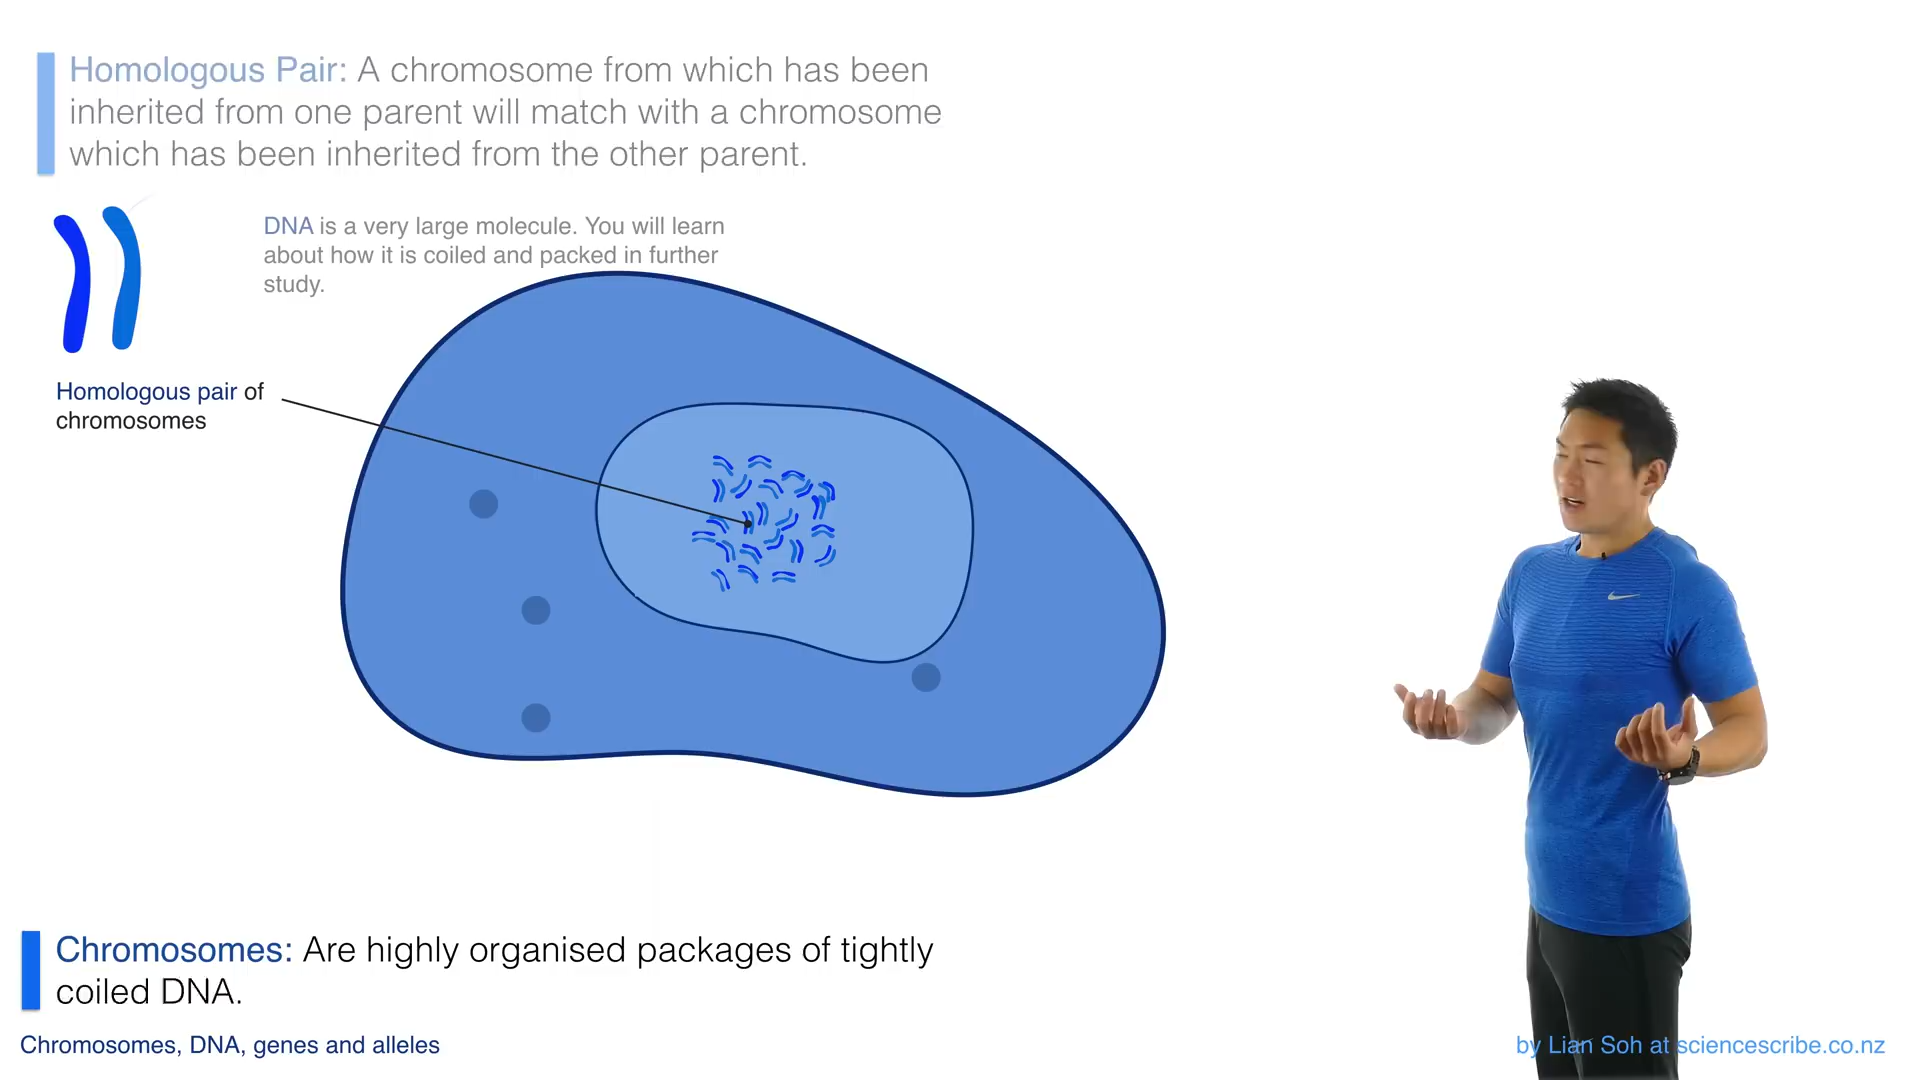 Homologous Pair: A chromosome from which has been
inherited from one parent will match with a chromosome
which has been inherited from the other parent.
DNA is a very large molecule. You will learn
about how it is coiled and packed in further
study.
Homologous pair of
chromosomes
Chromosomes: Are highly organised packages of tightly
coiled DNA.
Chromosomes, DNA, genes and alleles
by Lian Soh at sciencescribe.co.nz